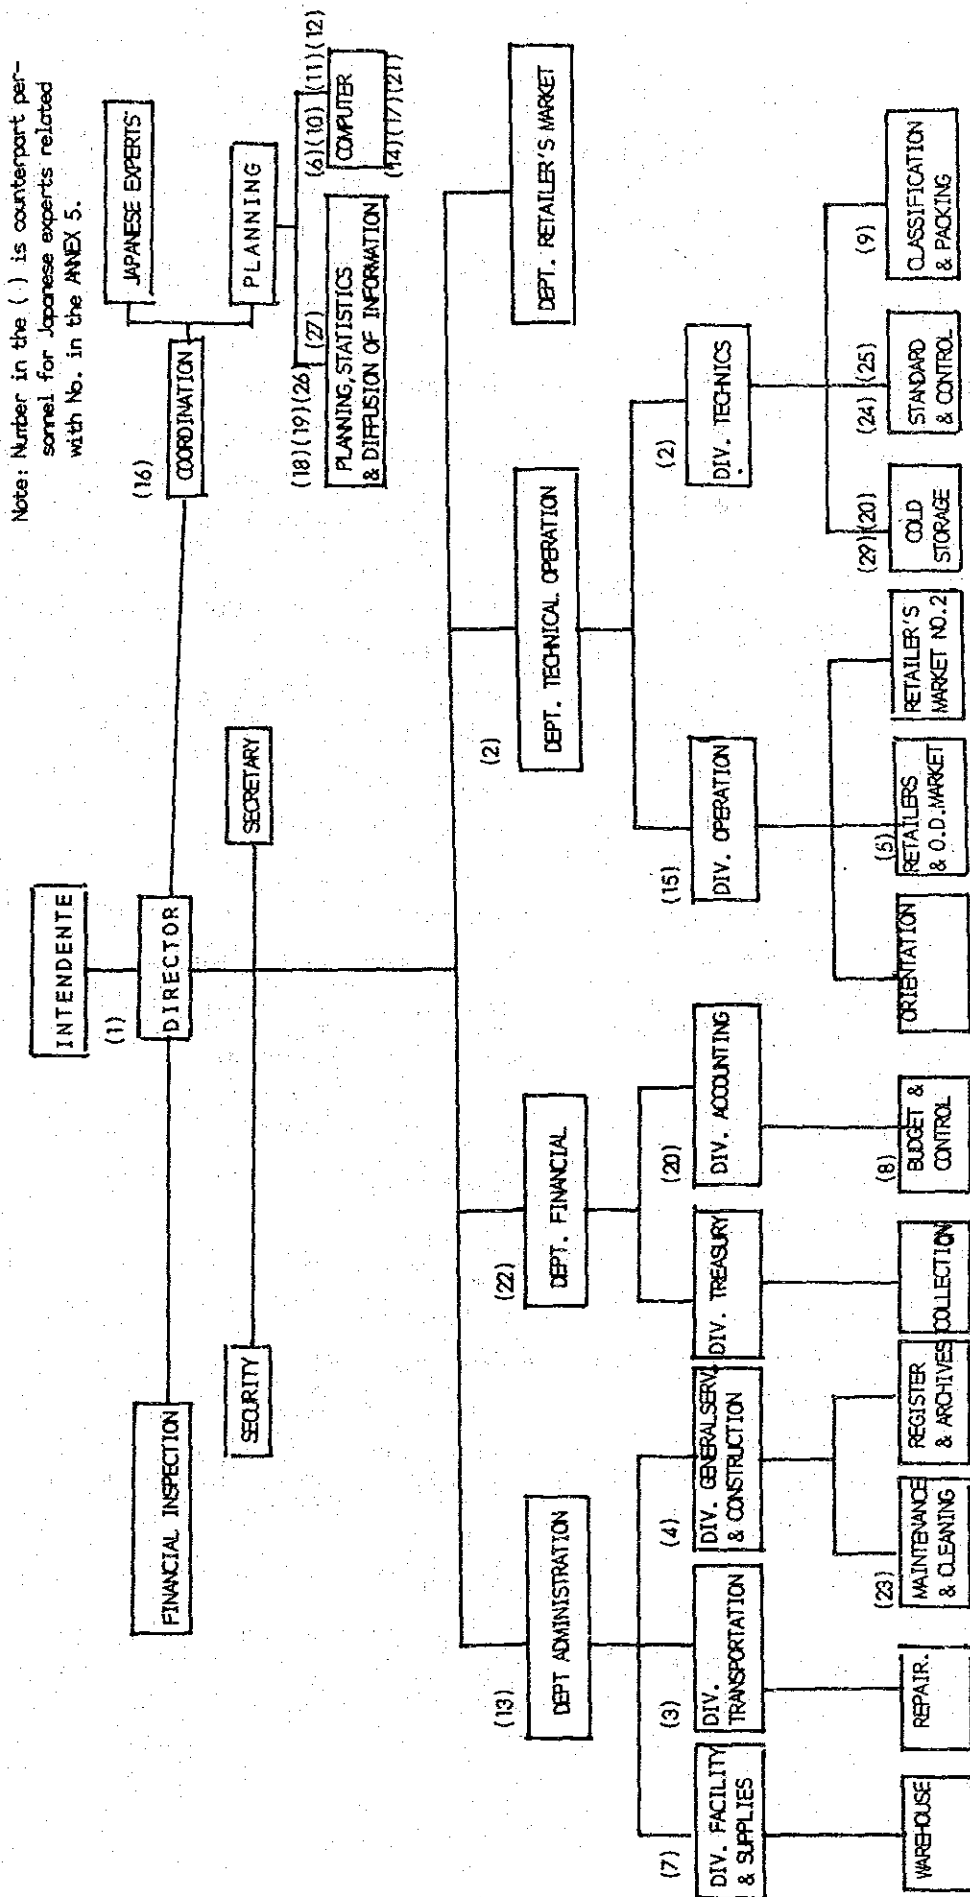 Note: Number in the ( ) is counterpart per-
sonnel for Japanese experts related
with No. in the ANNEX 5.
INTENDENTE
(1)
DIRECTOR
FINANCIAL INSPECTION
(16)
COORDINATION
JAPANESE EXPERTS
PLANNING
SECURITY
SECRETARY
(18)(19)(26) (27)
PLANNING, STATISTICS
& DIFFUSION OF INFORMATION
(6)(10) (11)(12)
COMPUTER
(14)(17)(21)
(13)
DEPT ADMINISTRATION
(22)
DEPT. FINANCIAL
(2)
DEPT. TECHNICAL OPERATION
DEPT. RETAILER'S MARKET
(7)
DIV. FACILITY
& SUPPLIES
(3)
DIV.
TRANSPORTATION
(4)
DIV. GENERALSERV.
& CONSTRUCTION
DIV. TREASURY
(20)
DIV. ACCOUNTING
(15)
DIV. OPERATION
(2)
DIV. TECHNICS
WAREHOUSE
REPAIR.
(23)
MAINTENANCE
& CLEANING
REGISTER
& ARCHIVES
COLLECTION
(8)
BUDGET &
CONTROL
ORIENTATION
(5)
RETAILERS
& O.D.MARKET
RETAILER'S
MARKET NO.2
(29)(20)
COLD
STORAGE
(24) (25)
STANDARD
& CONTROL
(9)
CLASSIFICATION
& PACKING